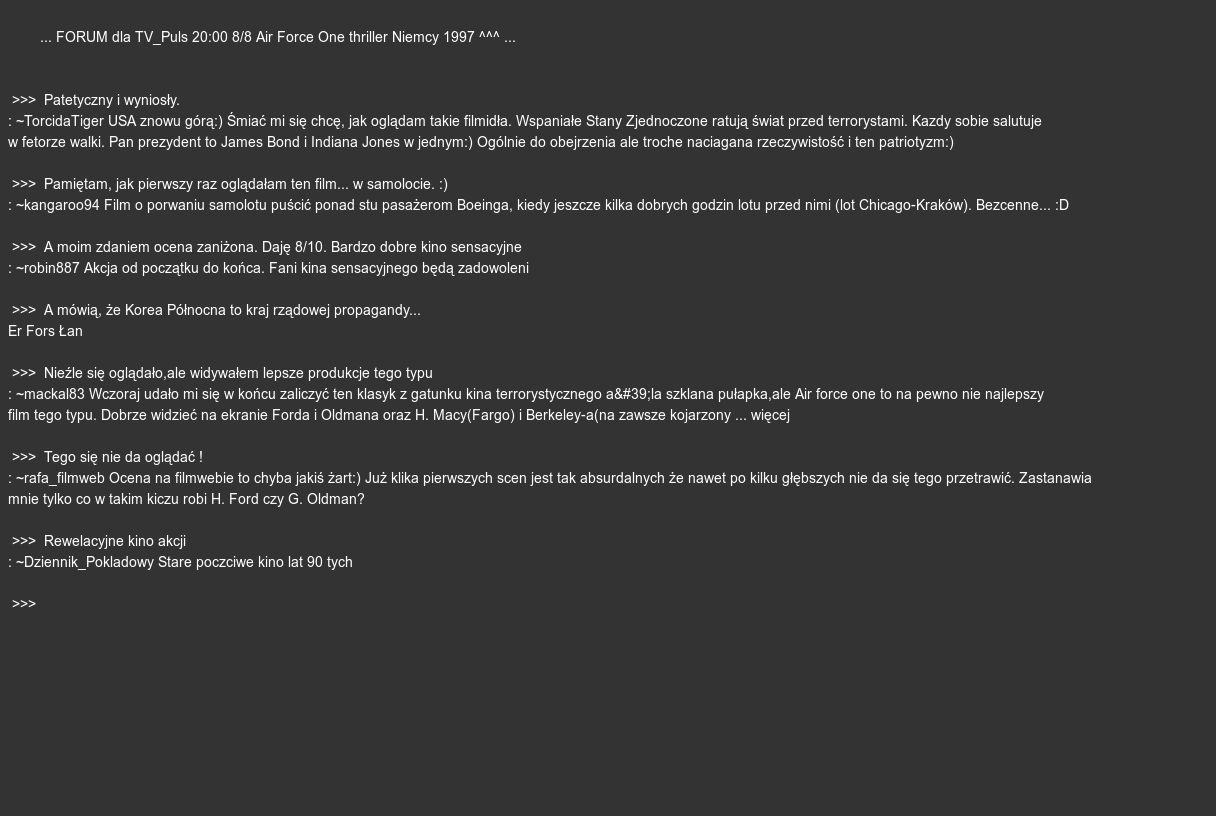 ... FORUM dla TV_Puls 20:00 8/8 Air Force One thriller Niemcy 1997 ^^^ ...
>>> Patetyczny i wyniosły.
: ~TorcidaTiger USA znowu górą:) Śmiać mi się chcę, jak oglądam takie filmidła. Wspaniałe Stany Zjednoczone ratują świat przed terrorystami. Kazdy sobie salutuje
w fetorze walki. Pan prezydent to James Bond i Indiana Jones w jednym:) Ogólnie do obejrzenia ale troche naciagana rzeczywistość i ten patriotyzm:)
>>> Pamiętam, jak pierwszy raz oglądałam ten film... w samolocie. :)
: ~kangaroo94 Film o porwaniu samolotu puścić ponad stu pasażerom Boeinga, kiedy jeszcze kilka dobrych godzin lotu przed nimi (lot Chicago-Kraków). Bezcenne... :D
>>> A moim zdaniem ocena zaniżona. Daję 8/10. Bardzo dobre kino sensacyjne
: ~robin887 Akcja od początku do końca. Fani kina sensacyjnego będą zadowoleni
>>> A mówią, że Korea Północna to kraj rządowej propagandy...
Er Fors Łan
>>> Nieźle się oglądało,ale widywałem lepsze produkcje tego typu
: ~mackal83 Wczoraj udało mi się w końcu zaliczyć ten klasyk z gatunku kina terrorystycznego a&#39;la szklana pułapka,ale Air force one to na pewno nie najlepszy
film tego typu. Dobrze widzieć na ekranie Forda i Oldmana oraz H. Macy(Fargo) i Berkeley-a(na zawsze kojarzony ... więcej
>>> Tego się nie da oglądać !
: ~rafa_filmweb Ocena na filmwebie to chyba jakiś żart:) Już klika pierwszych scen jest tak absurdalnych że nawet po kilku głębszych nie da się tego przetrawić. Zastanawia
mnie tylko co w takim kiczu robi H. Ford czy G. Oldman?
>>> Rewelacyjne kino akcji
: ~Dziennik_Pokladowy Stare poczciwe kino lat 90 tych
>>>